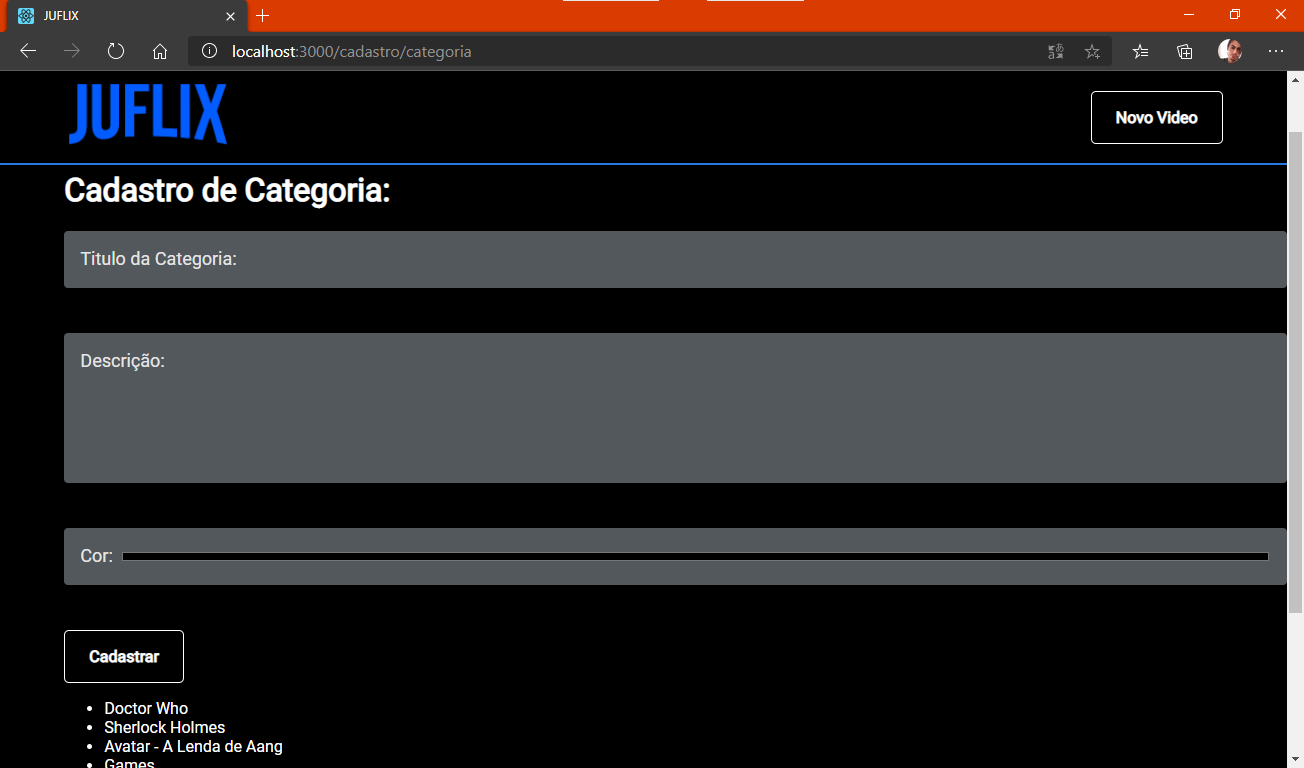 JUFLIX
localhost:3000/cadastro/categoria
JUFLIX
Novo Video
Cadastro de Categoria:
Titulo da Categoria:
Descrição:
Cor:
Cadastrar
Doctor Who
Sherlock Holmes
Avatar - A Lenda de Aang
Games